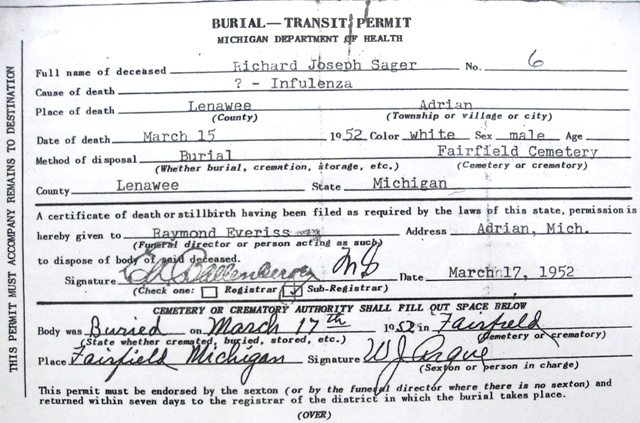 BURIAL—TRANSIT PERMIT
MICHIGAN DEPARTMENT OF HEALTH
Full name of deceased Richard Joseph Sager No. 6
Cause of death ? - Infulenza
Place of death Lenawee Adrian
(County) (Township or village or city)
Date of death March 15 1952 Color white Sex male Age
Method of disposal Burial Fairfield Cemetery
(Whether burial, cremation, storage, etc.) (Cemetery or crematory)
County Lenawee State Michigan
A certificate of death or stillbirth having been filed as required by the laws of this state, permission is
hereby given to Raymond Everiss Address Adrian, Mich.
(Funeral director or person acting as such)
to dispose of body of said deceased.
Signature Date March 17, 1952
(Check one: Registrar Sub-Registrar)
CEMETERY OR CREMATORY AUTHORITY SHALL FILL OUT SPACE BELOW
Body was Buried on March 17th 1952 in Fairfield
(State whether cremated, buried, stored, etc.) (Cemetery or crematory)
Place Fairfield Michigan Signature W J Argue
(Sexton or person in charge)
This permit must be endorsed by the sexton (or by the funeral director where there is no sexton) and
returned within seven days to the registrar of the district in which the burial takes place.
(OVER)
THIS PERMIT MUST ACCOMPANY REMAINS TO DESTINATION